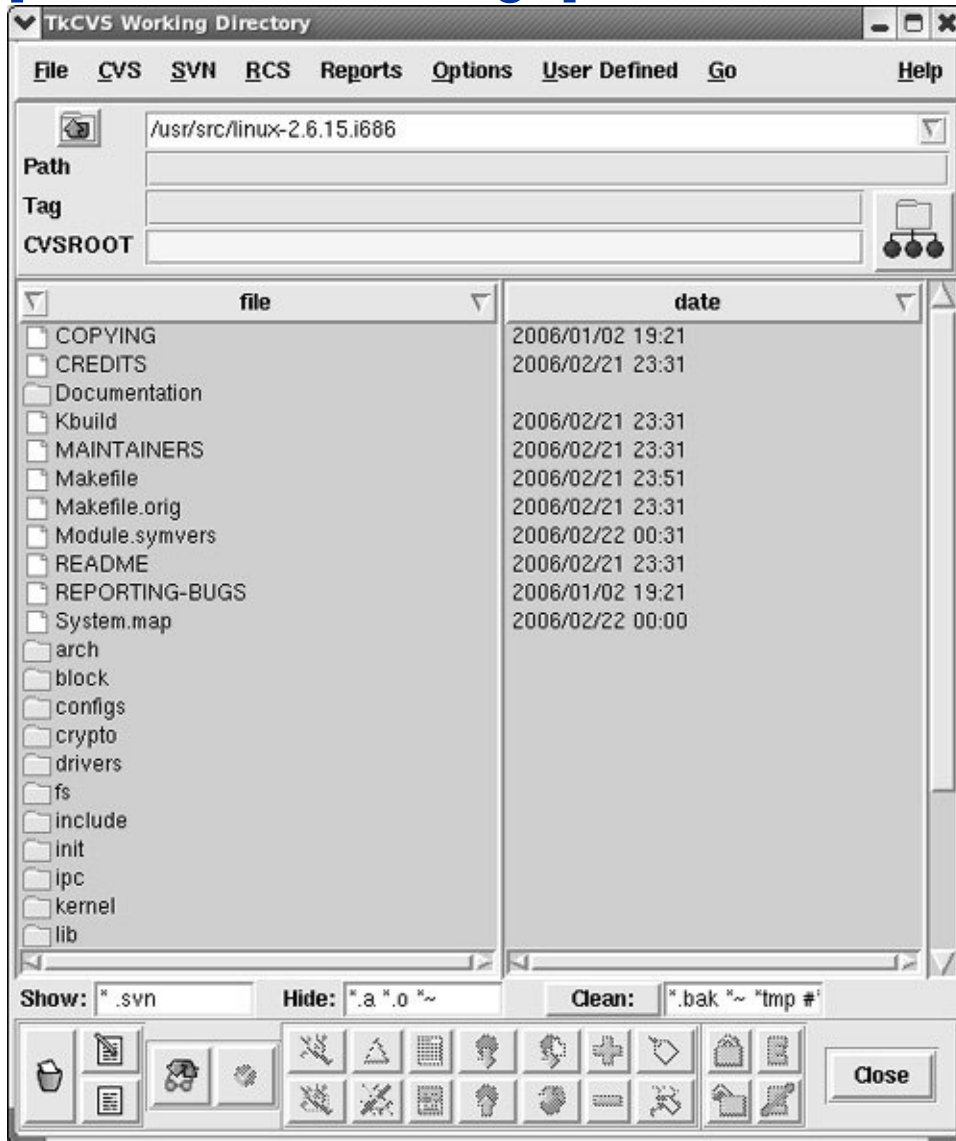 TkCVS Working Directory
File CVS SVN RCS Reports Options User Defined Go Help
/usr/src/linux-2.6.15.i686
Path
Tag
CVSROOT
file date
COPYING 2006/01/02 19:21
CREDITS 2006/02/21 23:31
Documentation
Kbuild 2006/02/21 23:31
MAINTAINERS 2006/02/21 23:31
Makefile 2006/02/21 23:51
Makefile.orig 2006/02/21 23:31
Module.symvers 2006/02/22 00:31
README 2006/02/21 23:31
REPORTING-BUGS 2006/01/02 19:21
System.map 2006/02/22 00:00
arch
block
configs
crypto
drivers
fs
include
init
ipc
kernel
lib
Show: * .svn Hide: *.a *.o *~ Clean: *.bak *~ *tmp #*
Close